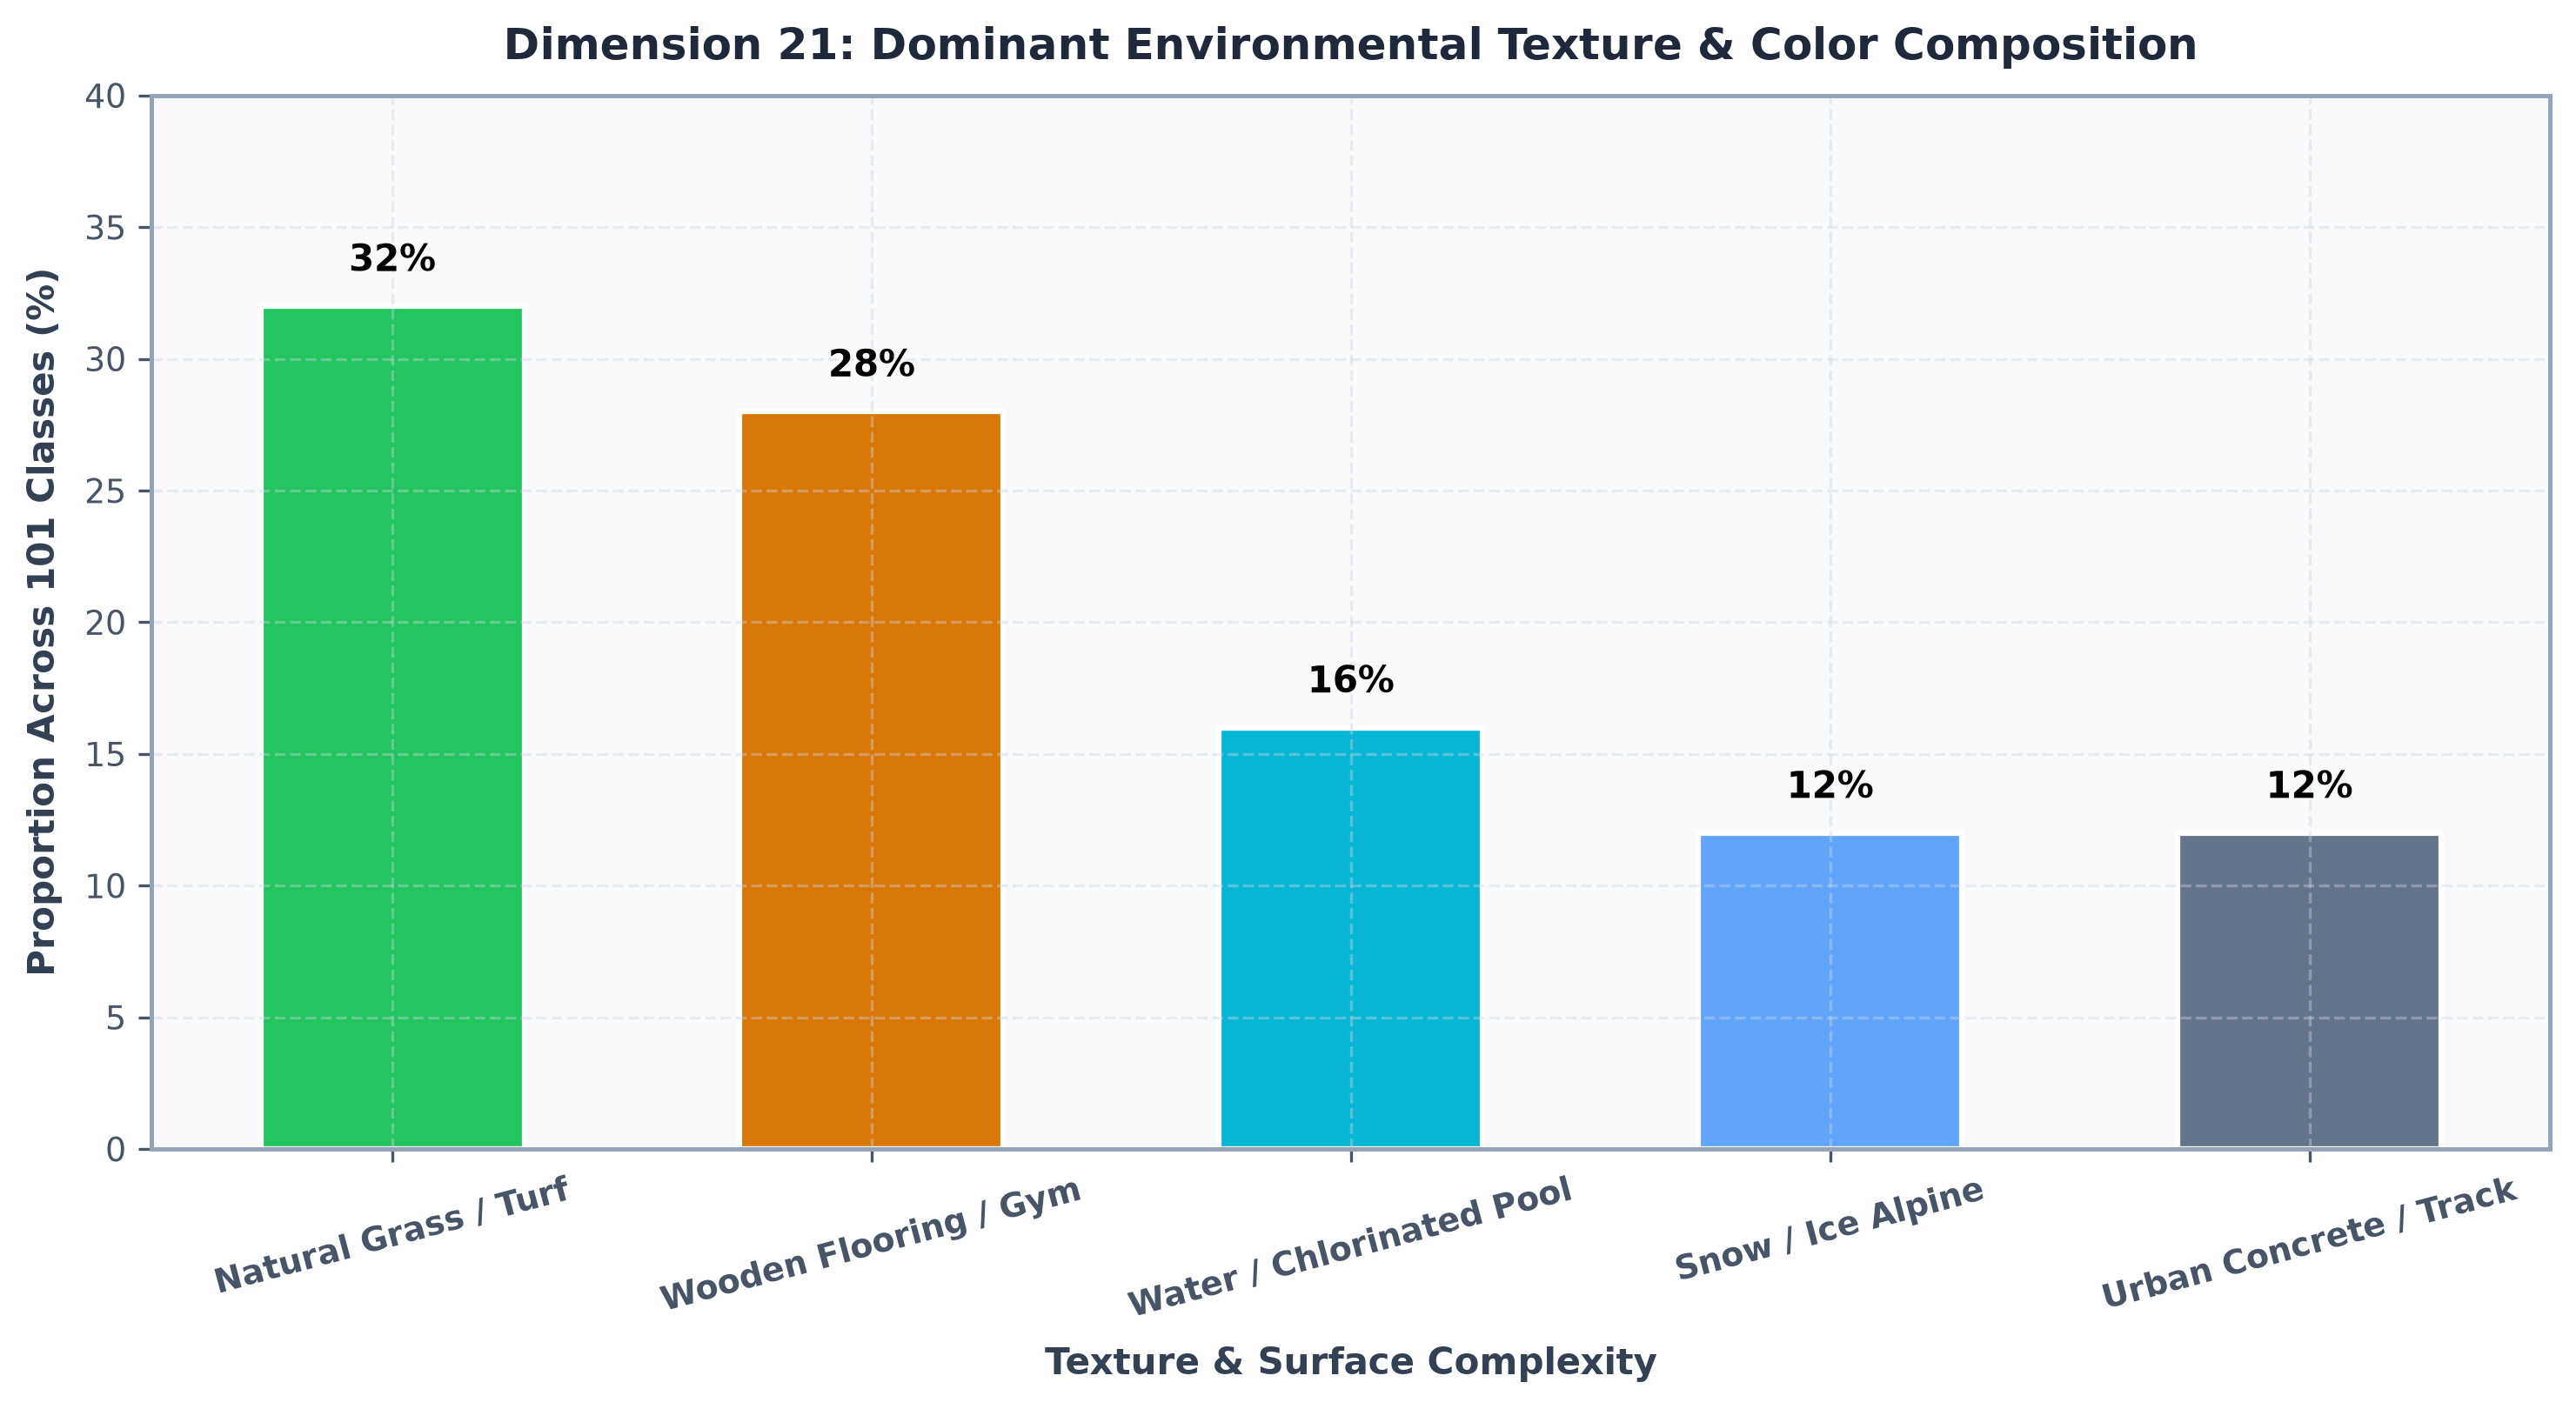 Dimension 21: Dominant Environmental Texture & Color Composition
Proportion Across 101 Classes (%)
40
35
30
25
20
15
10
5
0
32%
28%
16%
12%
12%
Natural Grass / Turf
Wooden Flooring / Gym
Water / Chlorinated Pool
Snow / Ice Alpine
Urban Concrete / Track
Texture & Surface Complexity